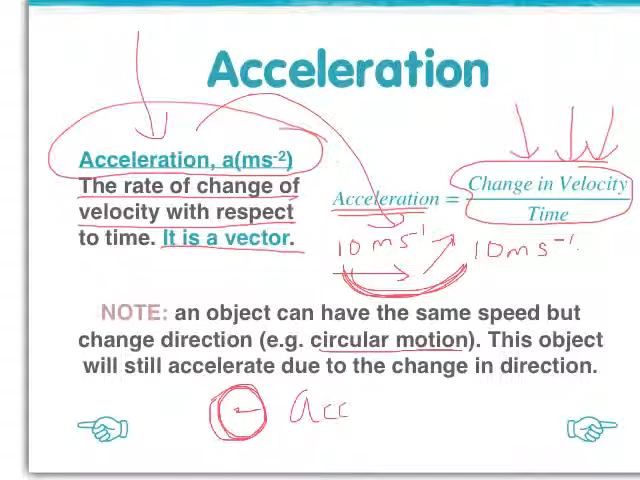 Acceleration
Acceleration, a(ms⁻²)
The rate of change of
velocity with respect
to time. It is a vector.
Acceleration = Change in Velocity
Time
10 ms⁻¹ 10ms⁻¹
NOTE: an object can have the same speed but
change direction (e.g. circular motion). This object
will still accelerate due to the change in direction.
acc